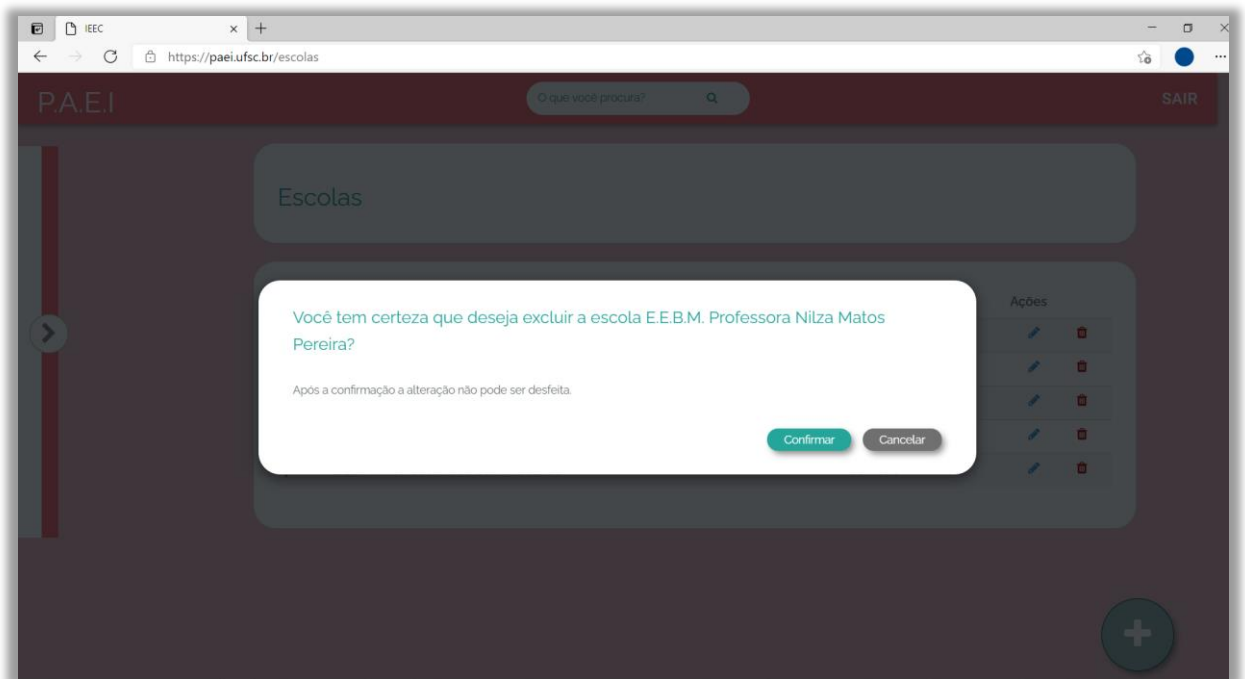 IEEC
https://paei.ufsc.br/escolas
P.A.E.I
O que você procura?
SAIR
Escolas
Ações
Você tem certeza que deseja excluir a escola E.E.B.M. Professora Nilza Matos
Pereira?
Após a confirmação a alteração não pode ser desfeita.
Confirmar
Cancelar